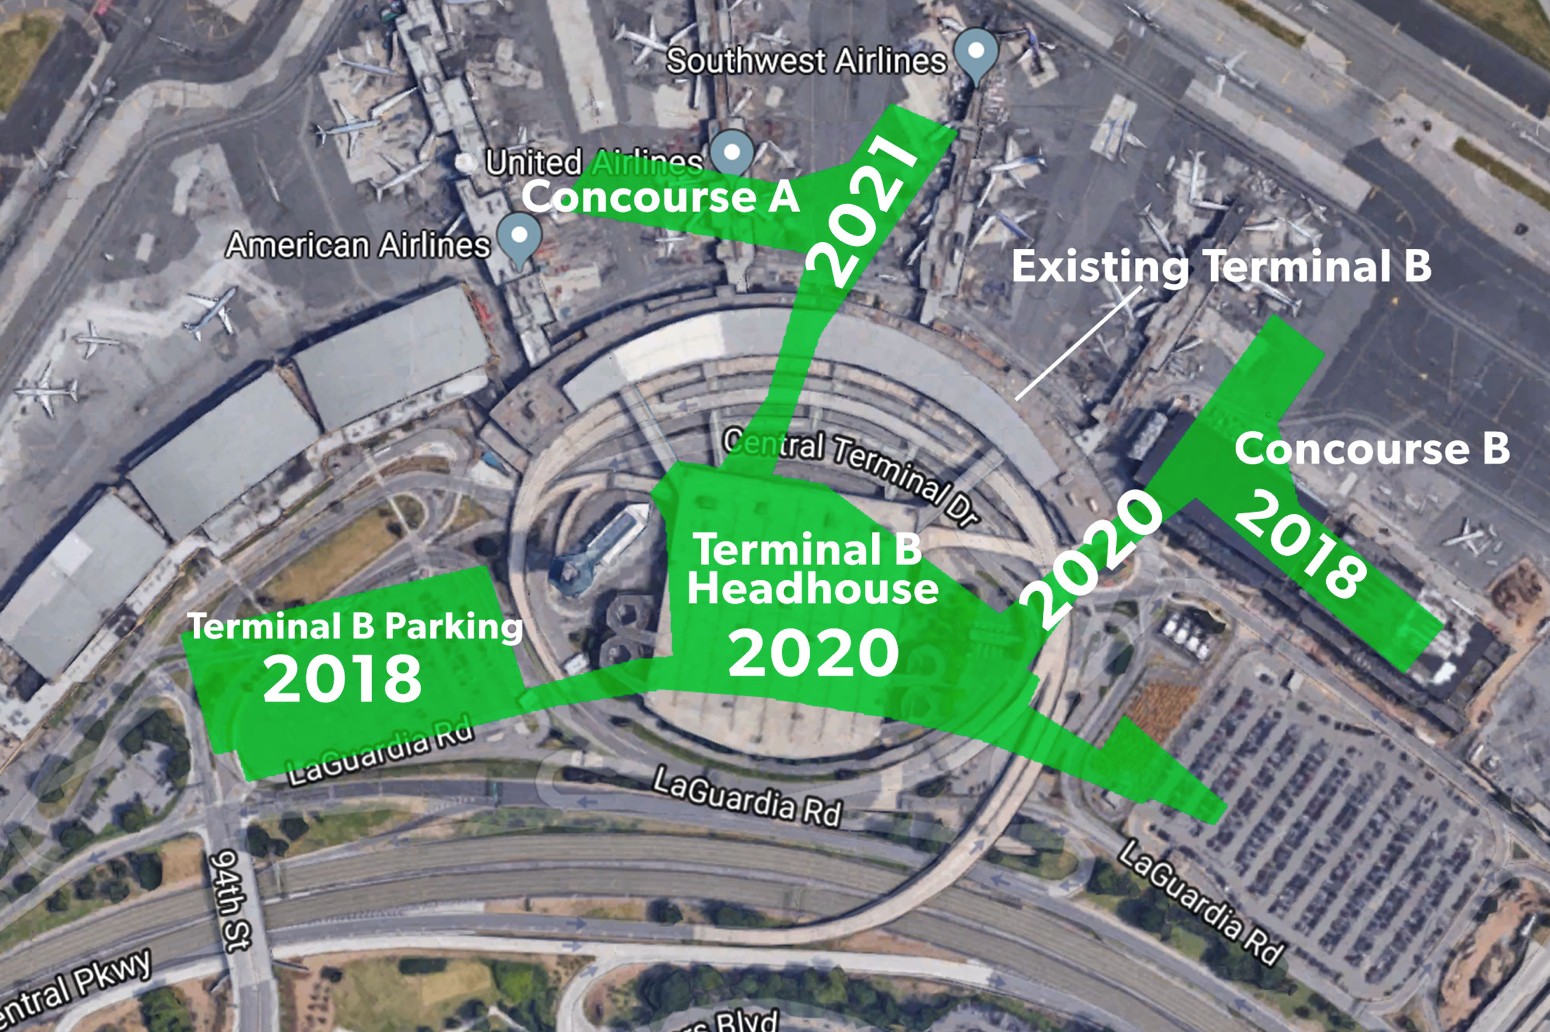 Southwest Airlines
United Airlines
Concourse A
2021
American Airlines
Existing Terminal B
Central Terminal Dr
Concourse B
2018
2020
Terminal B
Headhouse
2020
Terminal B Parking
2018
LaGuardia Rd
LaGuardia Rd
LaGuardia Rd
94th St
entral Pkwy
rs Blvd